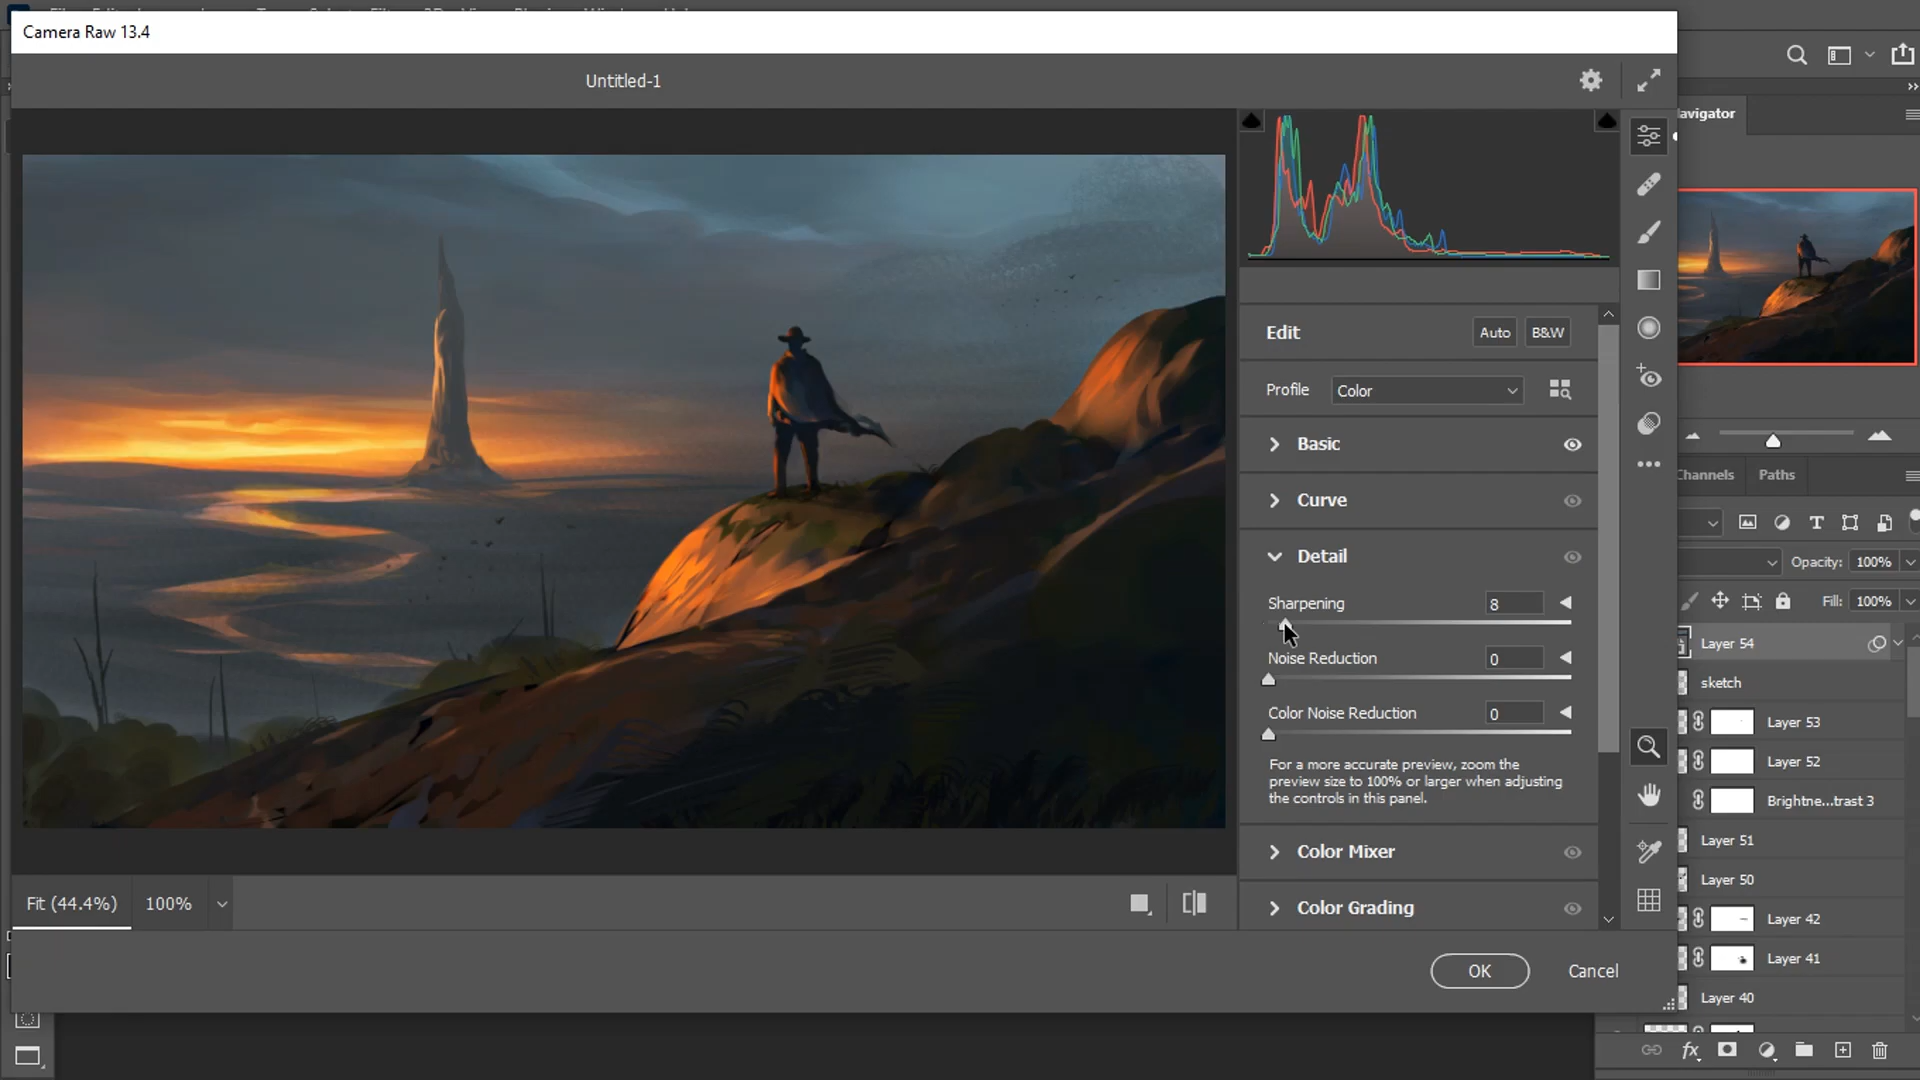 Camera Raw 13.4
Untitled-1
avigator
Edit
Auto
B&W
Profile
Color
Basic
Curve
Detail
Sharpening
8
Noise Reduction
0
Color Noise Reduction
0
For a more accurate preview, zoom the
preview size to 100% or larger when adjusting
the controls in this panel.
Color Mixer
Color Grading
Fit (44.4%)
100%
OK
Cancel
Channels
Paths
Opacity:
100%
Fill:
100%
Layer 54
sketch
Layer 53
Layer 52
Brightne...trast 3
Layer 51
Layer 50
Layer 42
Layer 41
Layer 40
fx